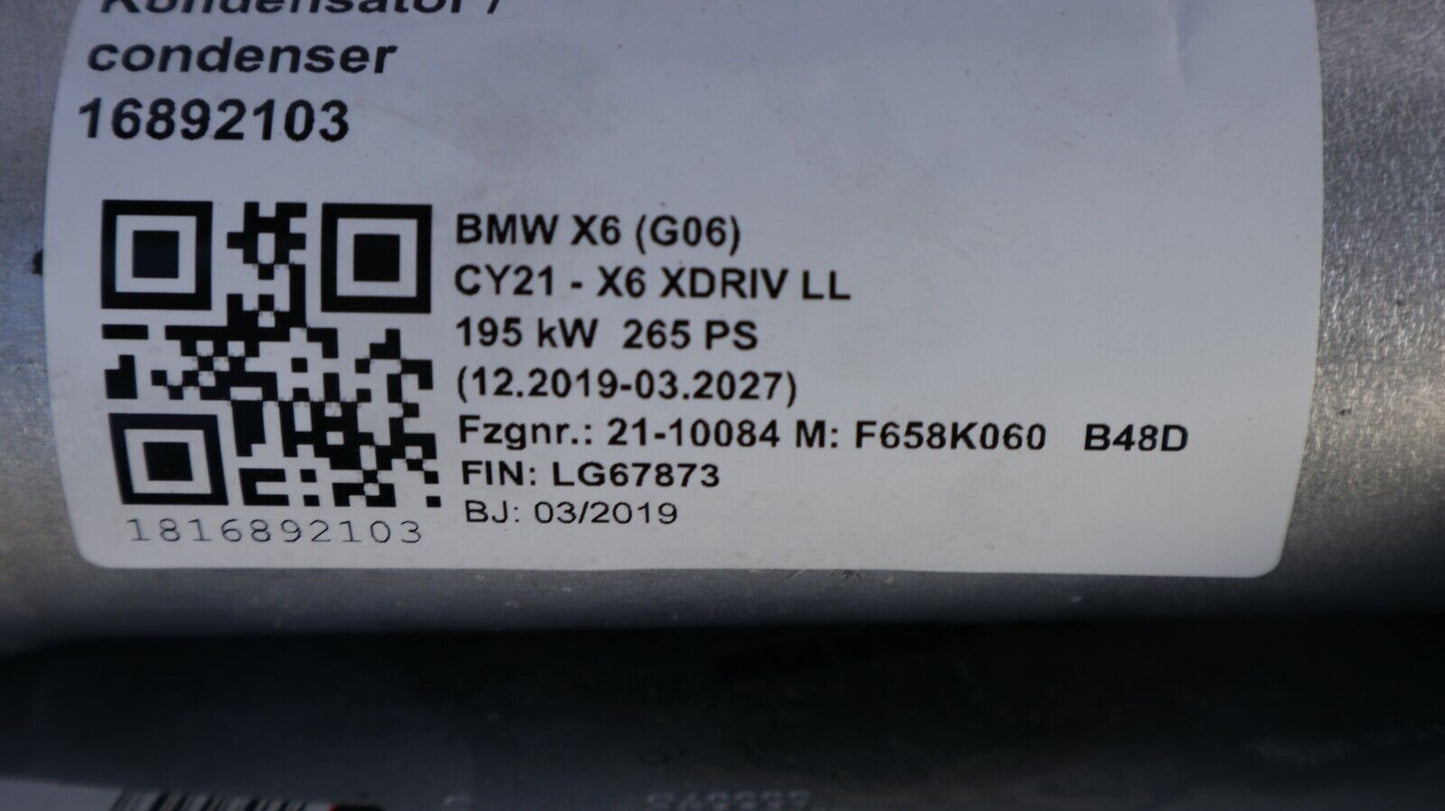 Kondensator /
condenser
16892103
BMW X6 (G06)
CY21 - X6 XDRIV LL
195 kW 265 PS
(12.2019-03.2027)
Fzgnr.: 21-10084 M: F658K060 B48D
FIN: LG67873
BJ: 03/2019
1816892103